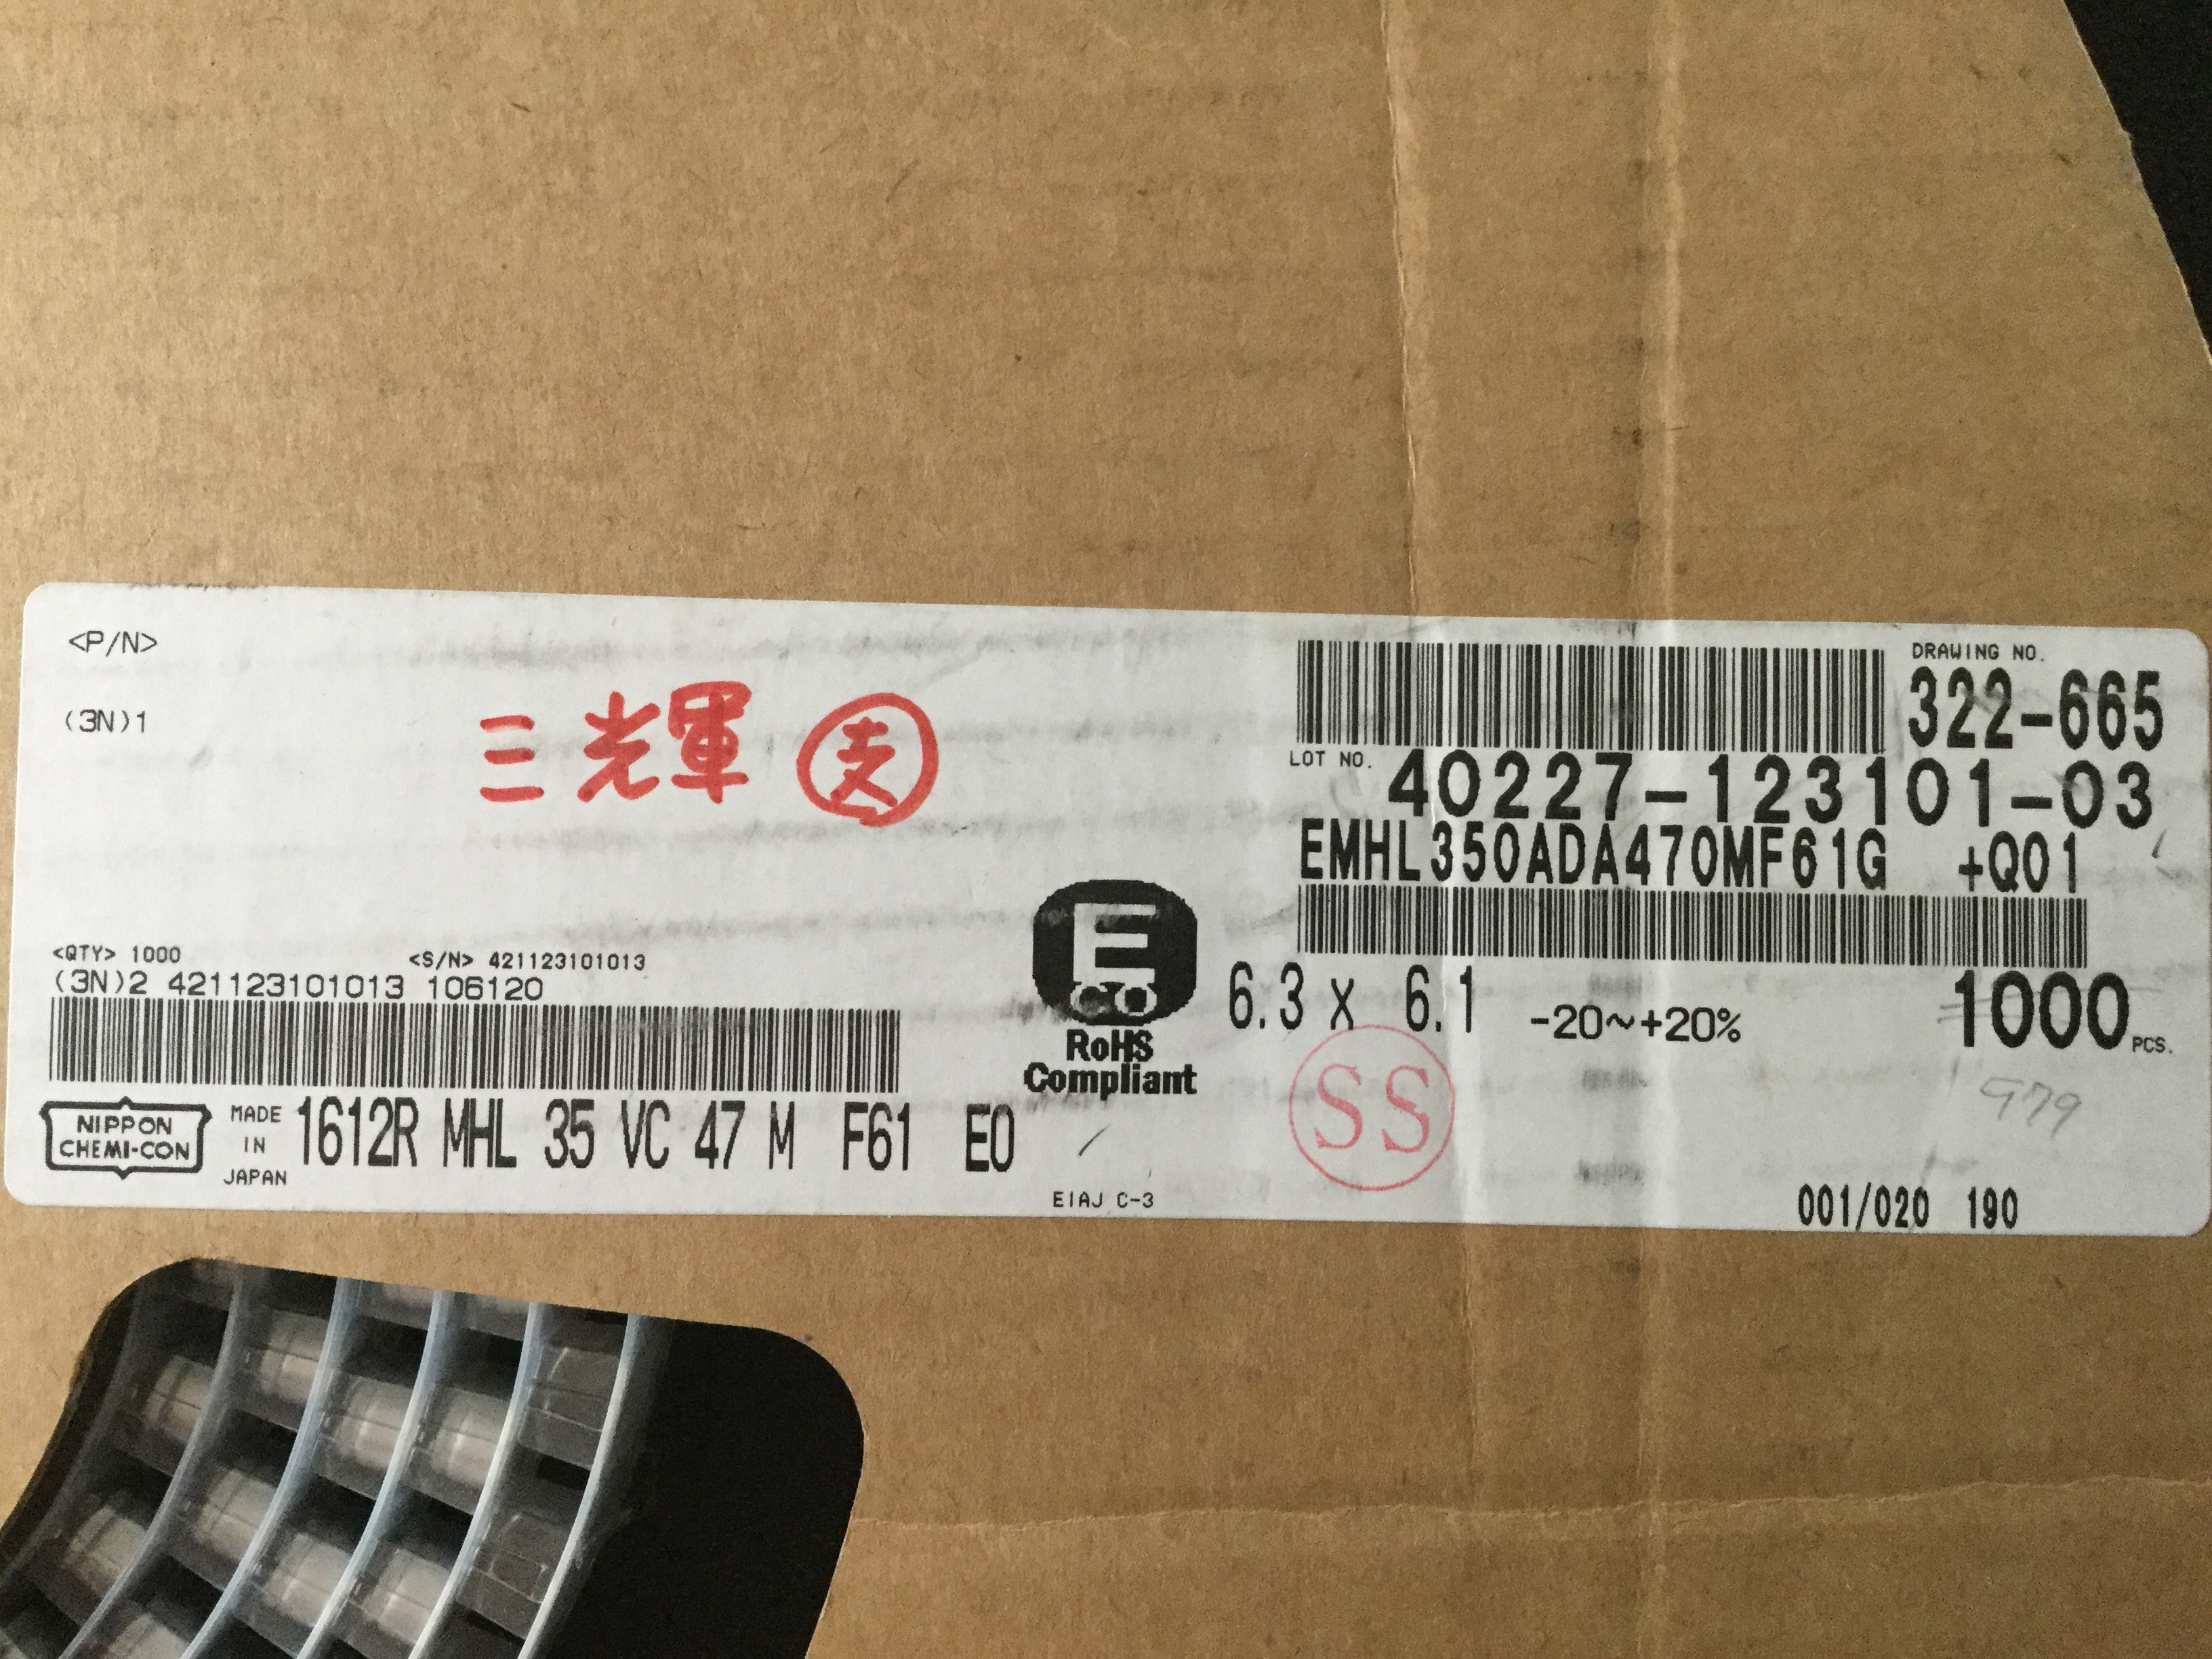 <P/N>
(3N)1
三光輝
DRAWING NO.
322-665
LOT NO. 40227-123101-03
EMHL350ADA470MF61G +Q01
<QTY> 1000 <S/N> 421123101013
(3N)2 421123101013 106120
E
CO
RoHS
Compliant
6.3 x 6.1 -20~+20% 1000 PCS.
SS
979
NIPPON
CHEMI-CON
MADE
IN
JAPAN
1612R MHL 35 VC 47 M F61 E0
EIAJ C-3
001/020 190